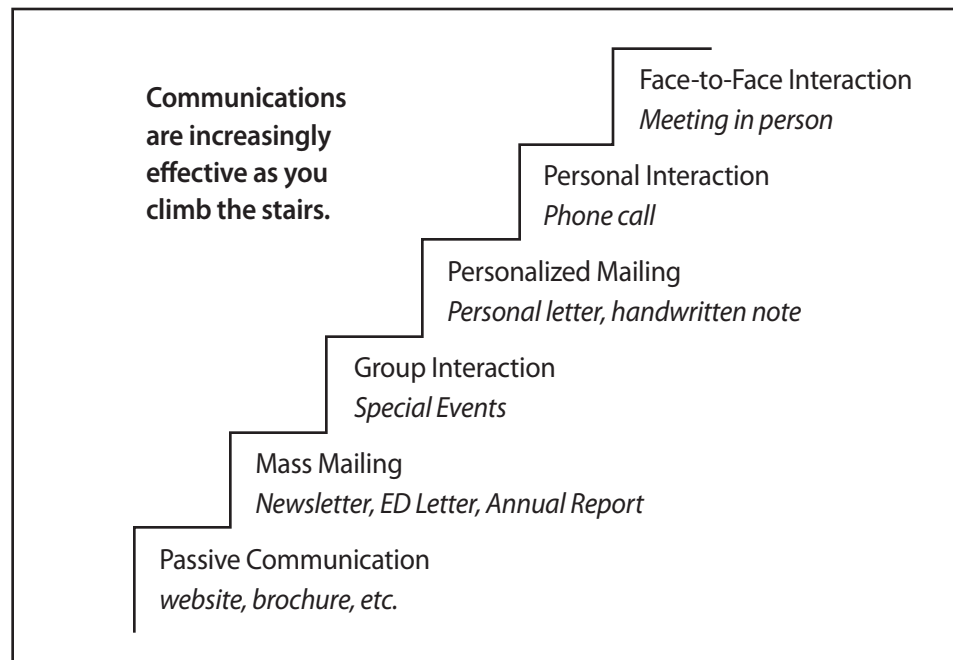 Communications
are increasingly
effective as you
climb the stairs.
Face-to-Face Interaction
Meeting in person
Personal Interaction
Phone call
Personalized Mailing
Personal letter, handwritten note
Group Interaction
Special Events
Mass Mailing
Newsletter, ED Letter, Annual Report
Passive Communication
website, brochure, etc.